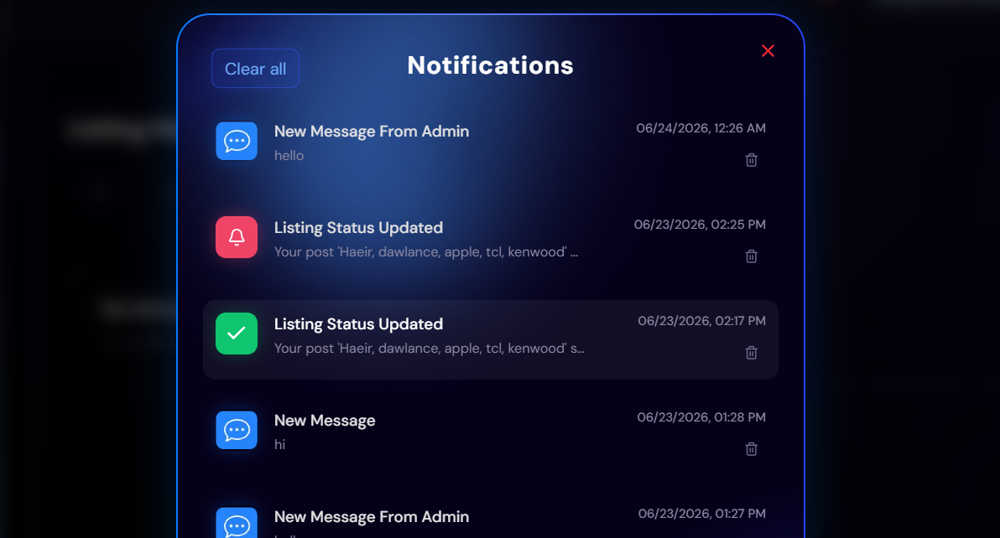 Clear all
Notifications
New Message From Admin
06/24/2026, 12:26 AM
hello
Listing Status Updated
06/23/2026, 02:25 PM
Your post 'Haeir, dawlance, apple, tcl, kenwood' ...
Listing Status Updated
06/23/2026, 02:17 PM
Your post 'Haeir, dawlance, apple, tcl, kenwood' s...
New Message
06/23/2026, 01:28 PM
hi
New Message From Admin
06/23/2026, 01:27 PM